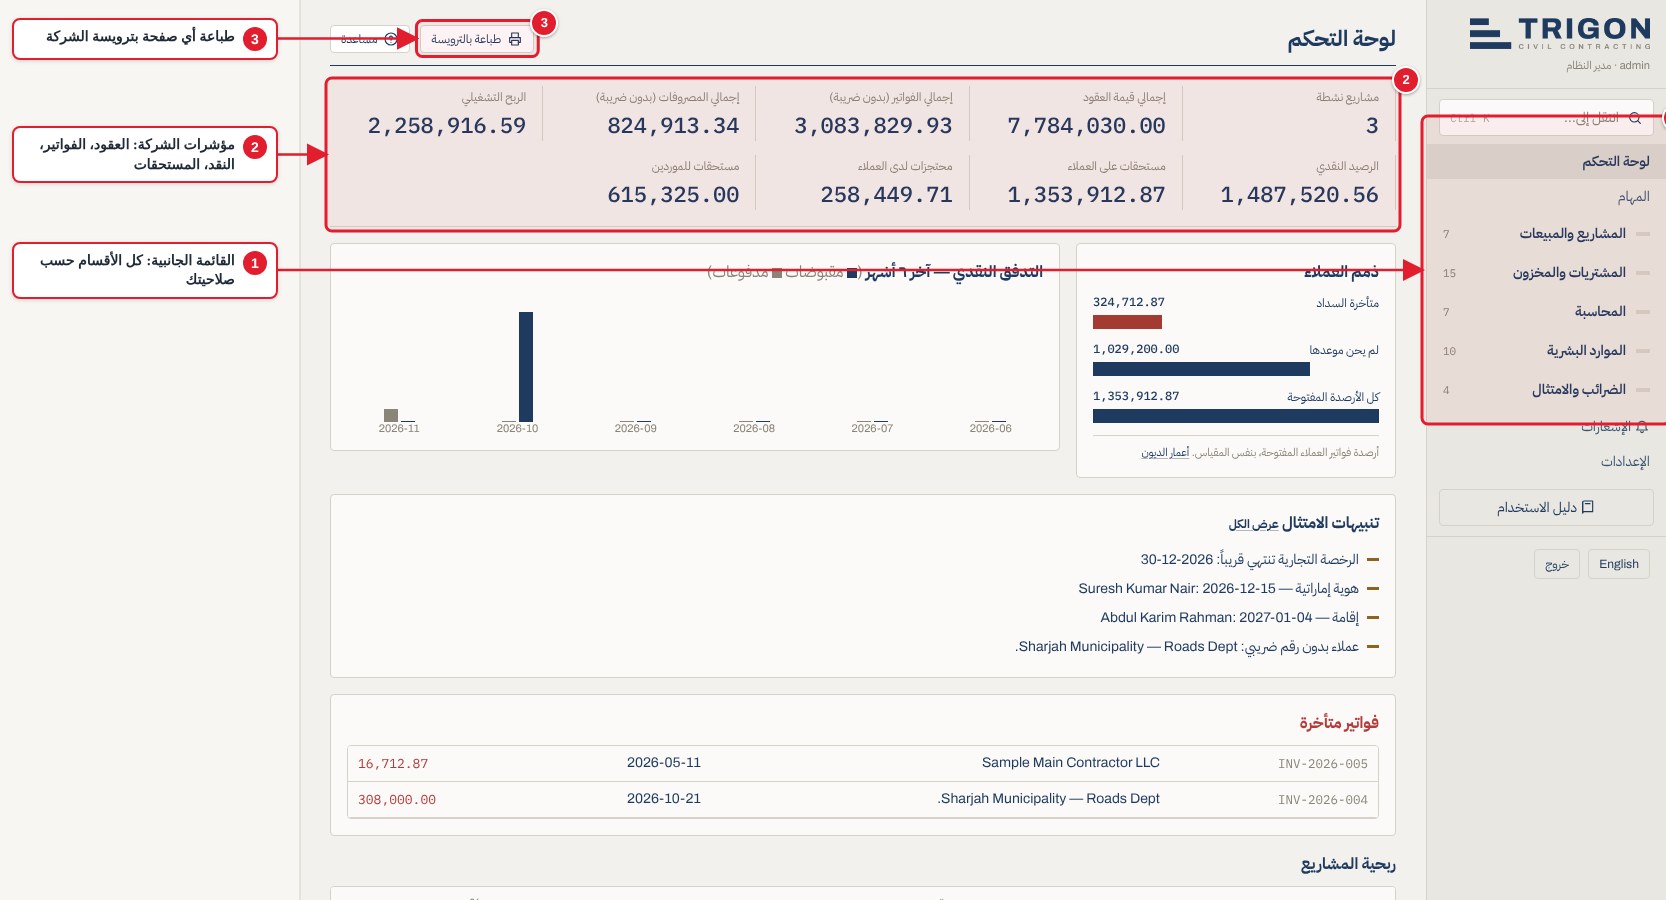 TRIGON
CIVIL CONTRACTING
admin · مدير النظام
انتقل إلى... Ctrl K
لوحة التحكم
المهام
المشاريع والمبيعات 7
المشتريات والمخزون 15
المحاسبة 7
الموارد البشرية 10
الضرائب والامتثال 4
الإشعارات
الإعدادات
دليل الاستخدام
English خروج
لوحة التحكم
طباعة بالترويسة
مساعدة
3
2
مشاريع نشطة
3
إجمالي قيمة العقود
7,784,030.00
إجمالي الفواتير (بدون ضريبة)
3,083,829.93
إجمالي المصروفات (بدون ضريبة)
824,913.34
الربح التشغيلي
2,258,916.59
الرصيد النقدي
1,487,520.56
مستحقات على العملاء
1,353,912.87
محتجزات لدى العملاء
258,449.71
مستحقات للموردين
615,325.00
ذمم العملاء
متأخرة السداد 324,712.87
لم يحن موعدها 1,029,200.00
كل الأرصدة المفتوحة 1,353,912.87
أرصدة فواتير العملاء المفتوحة، بنفس المقياس. أعمار الديون
التدفق النقدي — آخر ٦ أشهر (مقبوضات مدفوعات)
2026-06
2026-07
2026-08
2026-09
2026-10
2026-11
تنبيهات الامتثال عرض الكل
الرخصة التجارية تنتهي قريباً: 2026-12-30
هوية إماراتية — Suresh Kumar Nair: 2026-12-15
إقامة — Abdul Karim Rahman: 2027-01-04
عملاء بدون رقم ضريبي: Sharjah Municipality — Roads Dept.
فواتير متأخرة
INV-2026-005 Sample Main Contractor LLC 2026-05-11 16,712.87
INV-2026-004 Sharjah Municipality — Roads Dept. 2026-10-21 308,000.00
ربحية المشاريع
3 طباعة أي صفحة بترويسة الشركة
2 مؤشرات الشركة: العقود، الفواتير،
النقد، المستحقات
1 القائمة الجانبية: كل الأقسام حسب
صلاحيتك